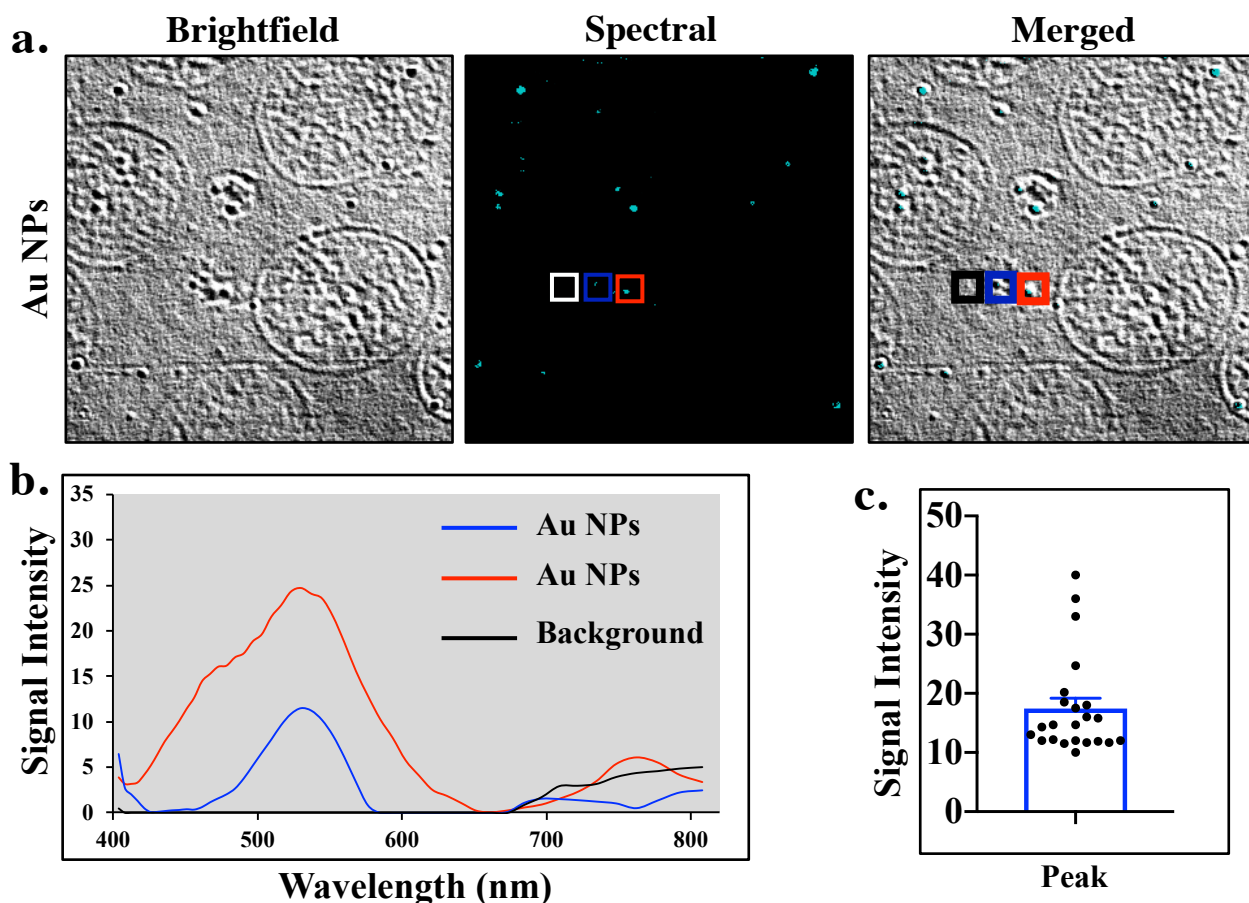 a.
Brightfield
Spectral
Merged
Au NPs
b.
35
30
25
20
15
10
5
0
Signal Intensity
Au NPs
Au NPs
Background
400
500
600
700
800
Wavelength (nm)
c.
50
40
30
20
10
0
Signal Intensity
Peak